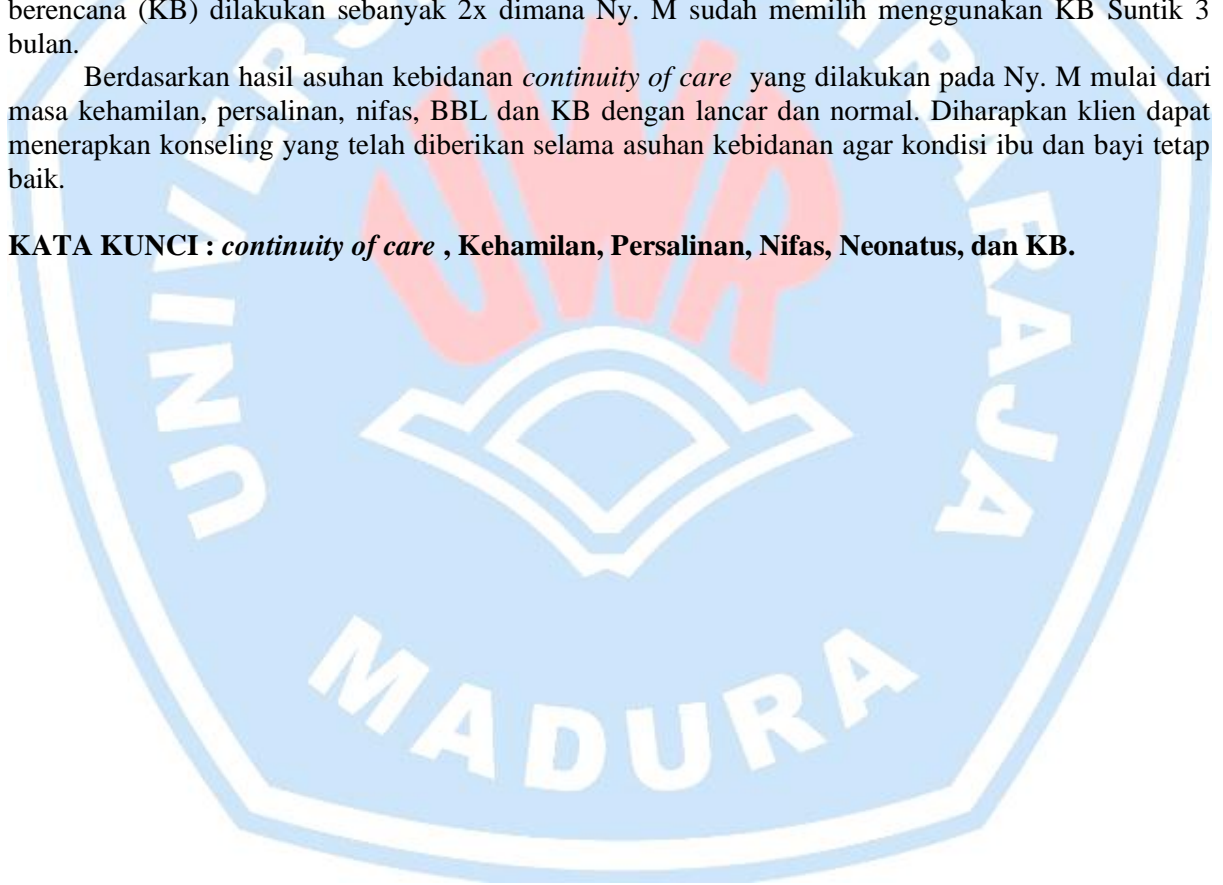 berencana (KB) dilakukan sebanyak 2x dimana Ny. M sudah memilih menggunakan KB Suntik 3
bulan.
Berdasarkan hasil asuhan kebidanan continuity of care yang dilakukan pada Ny. M mulai dari
masa kehamilan, persalinan, nifas, BBL dan KB dengan lancar dan normal. Diharapkan klien dapat
menerapkan konseling yang telah diberikan selama asuhan kebidanan agar kondisi ibu dan bayi tetap
baik.
KATA KUNCI : continuity of care , Kehamilan, Persalinan, Nifas, Neonatus, dan KB.
UWR
MADURA